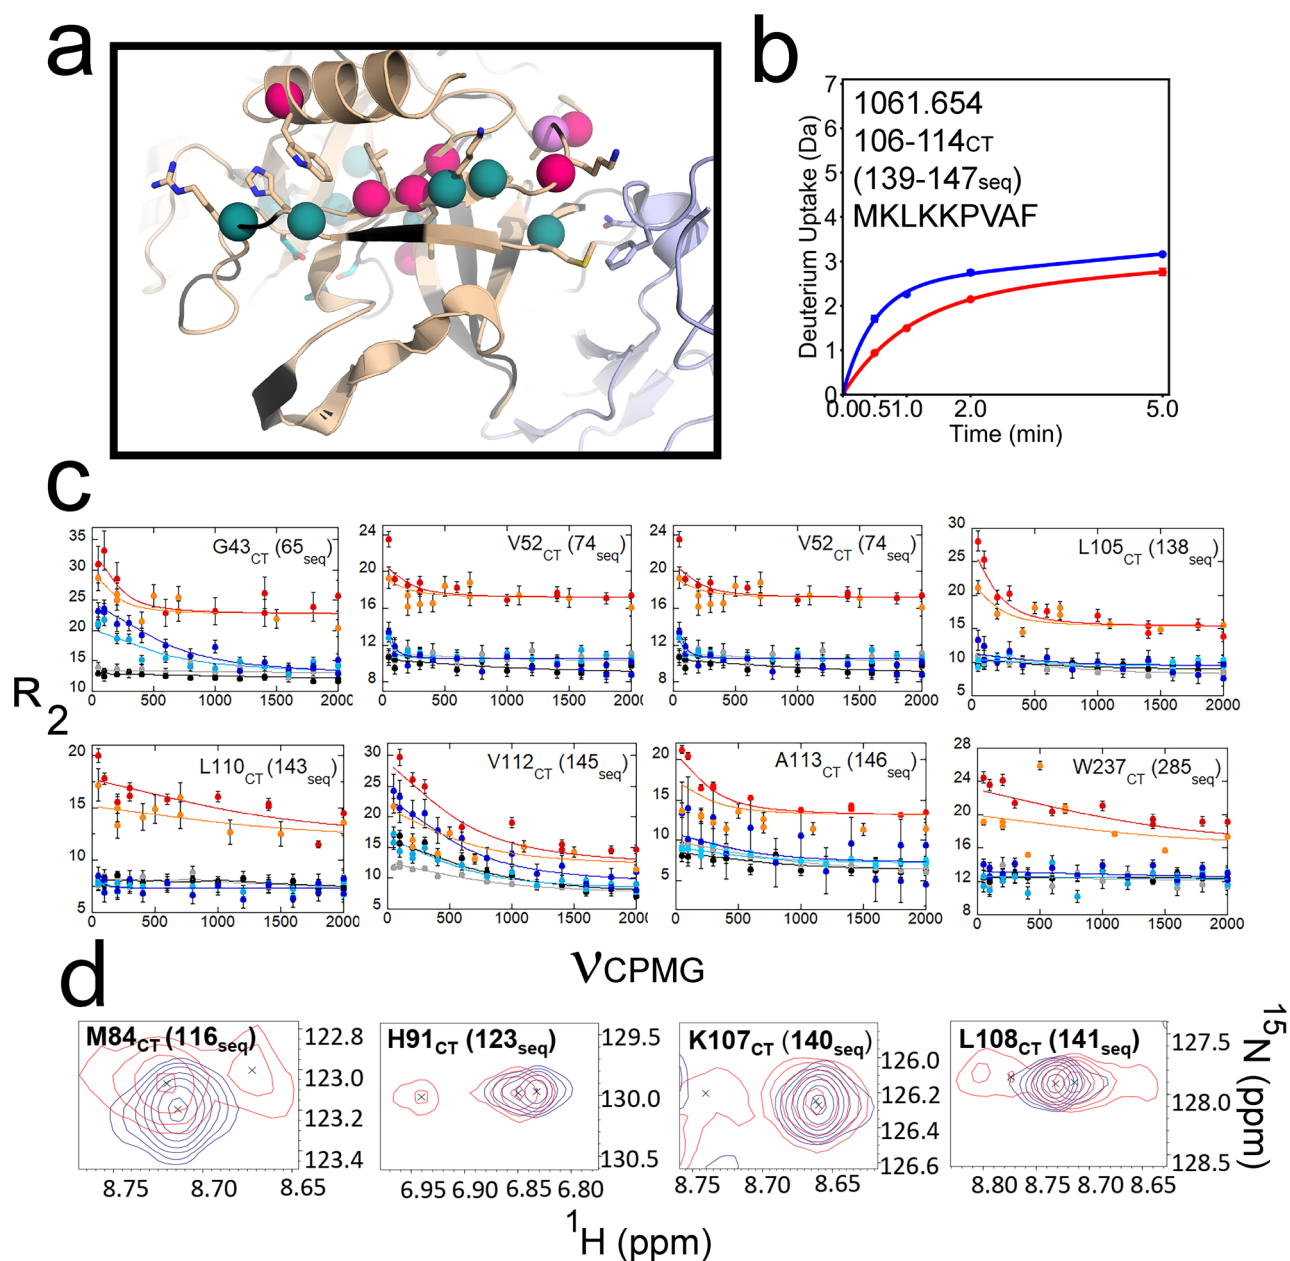 a
b
7
6
5
4
3
2
1
0
1061.654
106-114CT
(139-147seq)
MKLKKPVAF
Deuterium Uptake (Da)
0.00.51.0 2.0 5.0
Time (min)
c
R2
35
30
25
20
15
10
G43CT (65seq)
0 500 1000 1500 2000
24
20
16
12
8
V52CT (74seq)
0 500 1000 1500 2000
24
20
16
12
8
V52CT (74seq)
0 500 1000 1500 2000
30
25
20
15
10
5
L105CT (138seq)
0 500 1000 1500 2000
20
15
10
5
L110CT (143seq)
0 500 1000 1500 2000
30
25
20
15
10
5
V112CT (145seq)
0 500 1000 1500 2000
20
15
10
5
A113CT (146seq)
0 500 1000 1500 2000
28
24
20
16
12
8
W237CT (285seq)
0 500 1000 1500 2000
νCPMG
d
M84CT (116seq)
122.8
123.0
123.2
123.4
8.75 8.70 8.65
H91CT (123seq)
129.5
130.0
130.5
6.95 6.90 6.85 6.80
K107CT (140seq)
126.0
126.2
126.4
126.6
8.75 8.70 8.65
L108CT (141seq)
127.5
128.0
128.5
8.80 8.75 8.70 8.65
15N (ppm)
1H (ppm)